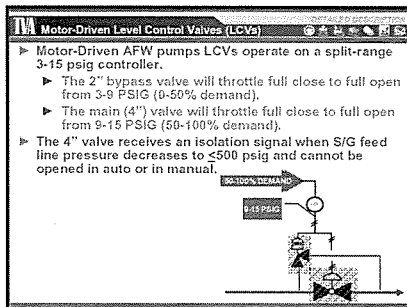 DETAILED DESCRIPTION
TVA Motor-Driven Level Control Valves (LCVs)
Motor-Driven AFW pumps LCVs operate on a split-range
3-15 psig controller.
The 2" bypass valve will throttle full close to full open
from 3-9 PSIG (0-50% demand).
The main (4") valve will throttle full close to full open
from 9-15 PSIG (50-100% demand).
The 4" valve receives an isolation signal when S/G feed
line pressure decreases to ≤500 psig and cannot be
opened in auto or in manual.
50-100% DEMAND
9-15 PSIG